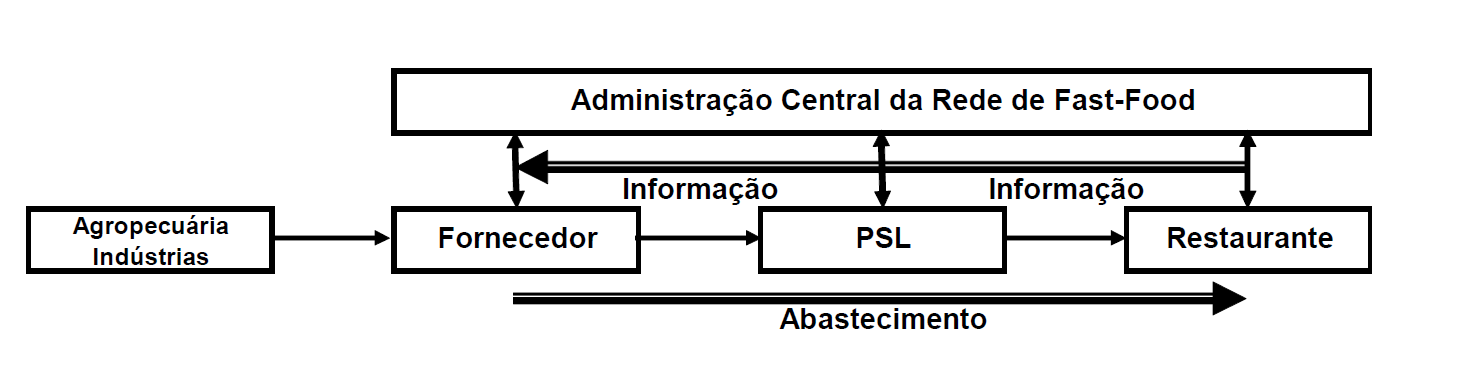 Administração Central da Rede de Fast-Food
Informação
Informação
Agropecuária
Indústrias
Fornecedor
PSL
Restaurante
Abastecimento